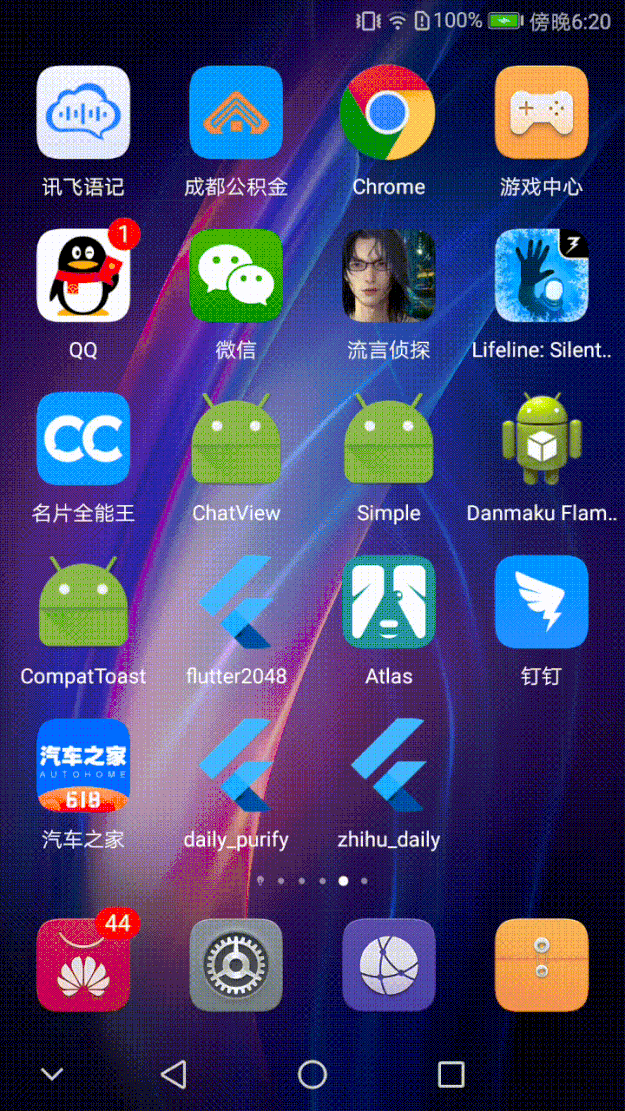 100% 傍晚6:20
讯飞语记
成都公积金
Chrome
游戏中心
1
QQ
微信
流言侦探
Lifeline: Silent..
CC
名片全能王
ChatView
Simple
Danmaku Flam..
CompatToast
flutter2048
Atlas
钉钉
汽车之家
AUTOHOME
618
汽车之家
daily_purify
zhihu_daily
44